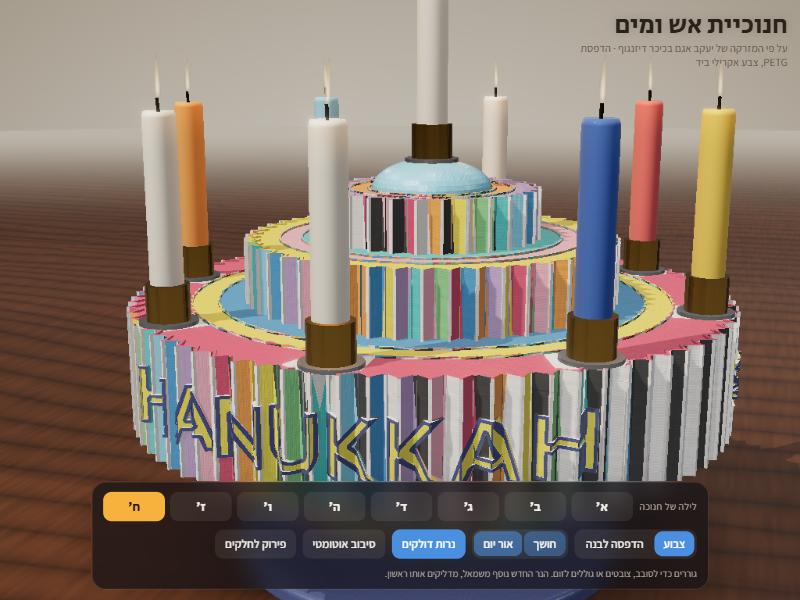 חנוכיית אש ומים
על פי המזרקה של יעקב אגם בכיכר דיזנגוף · הדפסת
PETG, צבע אקרילי ביד
HANUKKAH
לילה של חנוכה א׳ ב׳ ג׳ ד׳ ה׳ ו׳ ז׳ ח׳
צבוע הדפסה לבנה חושך אור יום נרות דולקים סיבוב אוטומטי פירוק לחלקים
גוררים כדי לסובב, צובטים או גוללים לזום. הנר החדש נוסף משמאל, מדליקים אותו ראשון.